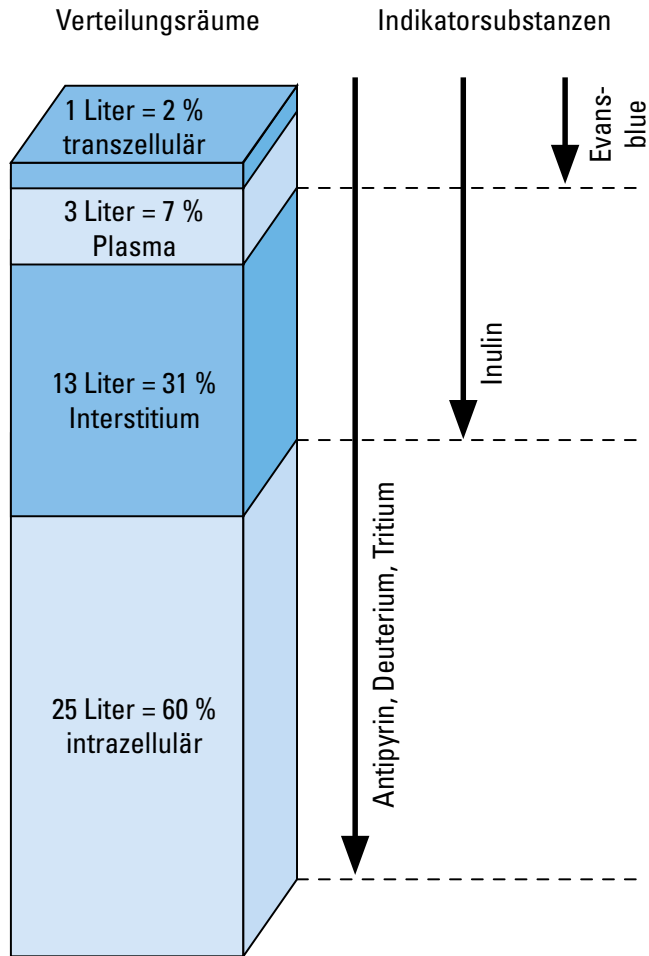 Verteilungsräume
Indikatorsubstanzen
1 Liter = 2 %
transzellulär
3 Liter = 7 %
Plasma
13 Liter = 31 %
Interstitium
25 Liter = 60 %
intrazellulär
Antipyrin, Deuterium, Tritium
Inulin
Evans-
blue